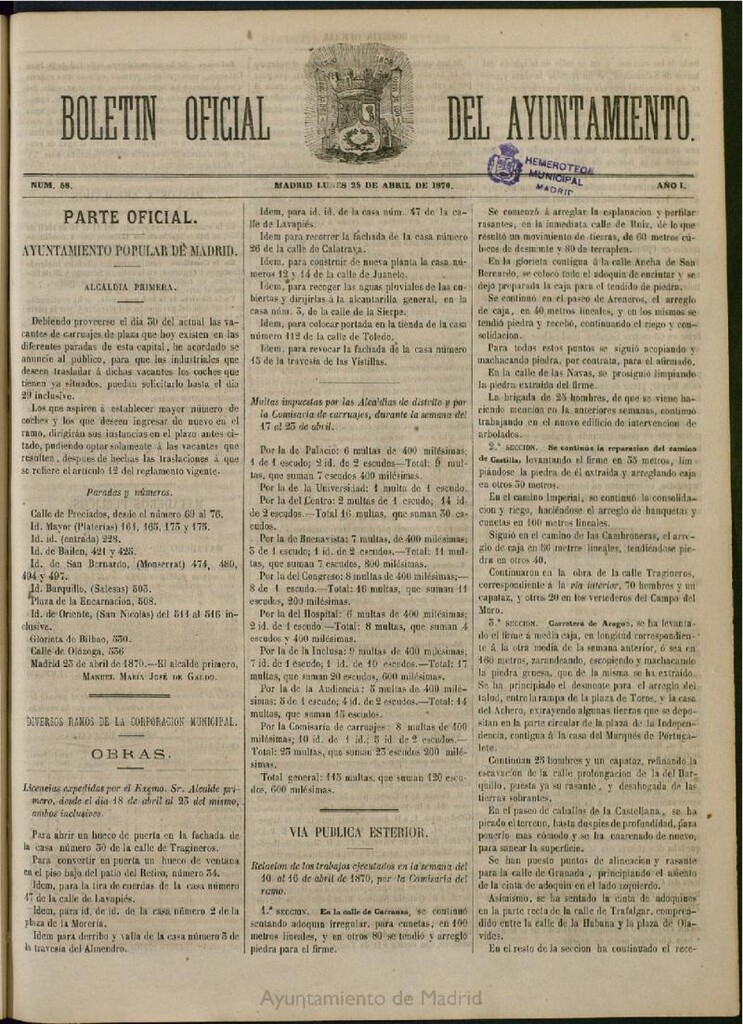 BOLETIN OFICIAL DEL AYUNTAMIENTO.
HEMEROTECA
MUNICIPAL
MADRID
NUM. 58. MADRID LUNES 25 DE ABRIL DE 1870. AÑO I.
PARTE OFICIAL.
AYUNTAMIENTO POPULAR DE MADRID.
ALCALDIA PRIMERA.
Debiendo proveerse el dia 30 del actual las va-
cantes de carruajes de plaza que hoy existen en las
diferentes paradas de esta capital, he acordado se
anuncie al público, para que los industriales que
deseen trasladar á dichas vacantes los coches que
tienen ya situados, puedan solicitarlo hasta el dia
29 inclusive.
Los que aspiren á establecer mayor número de
coches y los que deseen ingresar de nuevo en el
ramo, dirigirán sus instancias en el plazo antes ci-
tado, pudiendo optar solamente á las vacantes que
resulten, despues de hechas las traslaciones á que
se refiere el artículo 12 del reglamento vigente.
Paradas y números.
Calle de Preciados, desde el número 69 al 76.
Id. Mayor (Platerías) 161, 165, 173 y 175.
Id. id. (entrada) 228.
Id. de Bailen, 421 y 425.
Id. de San Bernardo, (Monserrat) 474, 480,
494 y 497.
Id. Barquillo, (Salesas) 503.
Plaza de la Encarnacion, 508.
Id. de Oriente, (San Nicolas) del 514 al 516 in-
clusive.
Glorieta de Bilbao, 530.
Calle de Olózaga, 536
Madrid 23 de abril de 1870.—El alcalde primero,
MANUEL MARÍA JOSÉ DE GALDO.
DIVERSOS RAMOS DE LA CORPORACION MUNICIPAL.
OBRAS.
Licencias expedidas por el Exgmo. Sr. Alcalde pri-
mero, desde el dia 18 de abril al 23 del mismo,
ambos inclusives.
Para abrir un hueco de puerta en la fachada de
la casa número 30 de la calle de Tragineros.
Para convertir en puerta un hueco de ventana
en el piso bajo del patio del Retiro, número 34.
Idem, para la tira de cuerdas de la casa número
47 de la calle de Lavapiés.
Idem, para id. de id. de la casa número 2 de la
plaza de la Morería.
Idem para derribo y valla de la casa número 3 de
la travesía del Almendro.
Idem, para id. id. de la casa núm. 47 de la ca-
lle de Lavapiés.
Idem para recorrer la fachada de la casa número
26 de la calle de Calatrava.
Idem, para construir de nueva planta la casa nú-
meros 12 y 14 de la calle de Juanelo.
Idem, para recoger las aguas pluviales de las cu-
biertas y dirijirlas á la alcantarilla general, en la
casa núm. 3, de la calle de la Sierpe.
Idem, para colocar portada en la tienda de la casa
número 112 de la calle de Toledo.
Idem, para revocar la fachada de la casa número
15 de la travesía de las Vistillas.
Multas impuestas por las Alcaldías de distrito y por
la Comisaria de carruajes, durante la semana del
17 al 23 de abril.
Por la de Palacio: 6 multas de 400 milésimas;
1 de 1 escudo; 2 id. de 2 escudos—Total: 9 mul-
tas, que suman 7 escudos 400 milésimas.
Por la de la Universidad: 1 multa de 1 escudo.
Por la del Centro: 2 multas de 1 escudo; 14 id.
de 2 escudos.—Total 16 multas, que suman 30 es-
cudos.
Por la de Buenavista: 7 multas, de 400 milésimas;
3 de 1 escudo; 1 id. de 2 escudos.—Total: 11 mul-
tas, que suman 7 escudos, 800 milésimas.
Por la del Congreso: 8 multas de 400 milésimas;—
8 de 1 escudo.—Total: 16 multas, que suman 11
escudos, 200 milésimas.
Por la del Hospital: 6 multas de 400 milésimas;
2 id. de 1 escudo.—Total: 8 multas, que suman 4
escudos y 400 milésimas.
Por la de la Inclusa: 9 multas de 400 milésimas;
7 id. de 1 escudo; 1 id. de 10 escudos.—Total: 17
multas, que suman 20 escudos, 600 milésimas.
Por la de la Audiencia: 5 multas de 400 milé-
simas; 5 de 1 escudo; 4 id. de 2 escudos.—Total: 14
multas, que suman 15 escudos.
Por la Comisaria de carruajes: 8 multas de 400
milésimas; 10 id. de 1 id.; 5 id. de 2 escudos.—
Total: 23 multas, que suman 23 escudos 200 milé-
simas.
Total general: 115 multas, que suman 120 escu-
dos, 600 milésimas.
VIA PUBLICA ESTERIOR.
Relacion de los trabajos ejecutados en la semana del
10 al 16 de abril de 1870, por la Comisaria del
ramo.
1.ª SECCION. En la calle de Carranza, se continuó
sentando adoquin irregular, para cunetas, en 100
metros lineales, y en otros 80 se tendió y arregló
piedra para el firme.
Se comenzó á arreglar la esplanacion y perfilar
rasantes, en la inmediata calle de Ruiz, de lo que
resultó un movimiento de tierras, de 60 metros cú-
bicos de desmonte y 80 de terraplen.
En la glorieta contigua á la calle Ancha de San
Bernardo, se colocó todo el adoquin de encintar y se
dejó preparada la caja para el tendido de piedra.
Se continuó en el paseo de Areneros, el arreglo
de caja, en 40 metros lineales, y en los mismos se
tendió piedra y recebó, continuando el riego y con-
solidacion.
Para todos estos puntos se siguió acopiando y
machacando piedra, por contrata, para el afirmado.
En la calle de las Navas, se prosiguió limpiando
la piedra extraida del firme.
La brigada de 25 hombres, de que se viene ha-
ciendo mencion en la anteriores semanas, continuó
trabajando en el nuevo edificio de intervencion de
arbolados.
2.ª SECCION. Se continúa la reparacion del camino
de Castilla, levantando el firme en 35 metros, lim
piándose la piedra de él extraida y arreglando caja
en otros 30 metros.
En el camino Imperial, se continuó la consolida-
cion y riego, haciéndose el arreglo de banquetas y
cunetas en 100 metros lineales.
Siguió en el camino de las Cambroneras, el arre-
glo de caja en 50 metros lineales, tendiéndose pie-
dra en otros 40.
Continuaron en la obra de la calle Tragineros,
correspondiente á la ria interior, 70 hombres y un
capataz, y otros 20 en los vertederos del Campo del
Moro.
3.ª SECCION. Carretera de Aragon, se ha levanta-
do el firme á media caja, en longitud correspondien-
te á la otra media de la semana anterior, ó sea en
160 metros, zarandeando, escopiendo y machacando
la piedra gruesa, que de la misma se ha extraido.
Se ha principiado el desmonte para el arreglo del
talud, entre la rampa de la plaza de Toros, y la casa
del Achero, extrayendo algunas tierras que se depo-
sitan en la parte circular de la plaza de la Indepen-
dencia, contigua á la casa del Marqués de Portuga-
lete.
Continúan 25 hombres y un capataz, refinando la
escavacion de la calle prolongacion de la del Bar-
quillo, puesta ya su rasante, y desahogada de las
tierras sobrantes.
En el paseo de caballos de la Castellana, se ha
picado el terreno, hasta dos pies de profundidad, para
ponerlo mas cómodo y se ha enarenado de nuevo,
para sanear la superficie.
Se han puesto puntos de alineacion y rasante
para la calle de Granada, principiando el asiento
de la cinta de adoquin en el lado izquierdo.
Asimismo, se ha sentado la cinta de adoquines
en la parte recta de la calle de Trafalgar, compren-
dido entre la calle de la Habana y la plaza de Ola-
vides.
En el resto de la seccion ha continuado el rece-
Ayuntamiento de Madrid